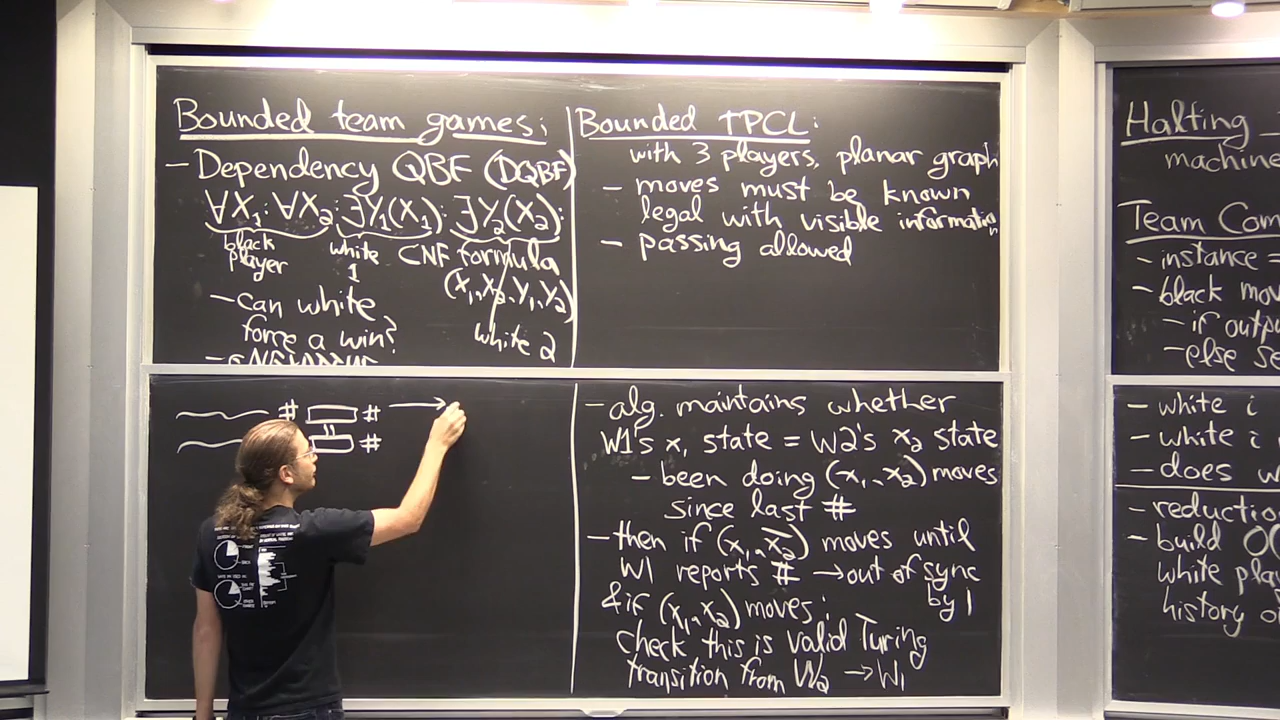 Bounded team games:
- Dependency QBF (DQBF)
∀X₁: ∀X₂: ∃Y₁(X₁): ∃Y₂(X₂):
black player
white 1
CNF formula
(X₁, X₂, Y₁, Y₂)
white 2
- can white
force a win?
Bounded TPCL:
with 3 players, planar graph
- moves must be known
legal with visible information
- passing allowed
# #
#
- alg. maintains whether
W1's x, state = W2's x₂ state
- been doing (x₁, x₂) moves
since last #
- then if (x₁, x₂) moves until
W1 reports # → out of sync
by 1
& if (x₁, x₂) moves:
check this is valid Turing
transition from W₂ → W₁
Halting -
machine
Team Com
- instance =
- black mov
- if outp
- else se
- white i
- white i
- does w
- reductio
- build O(
white play
history o